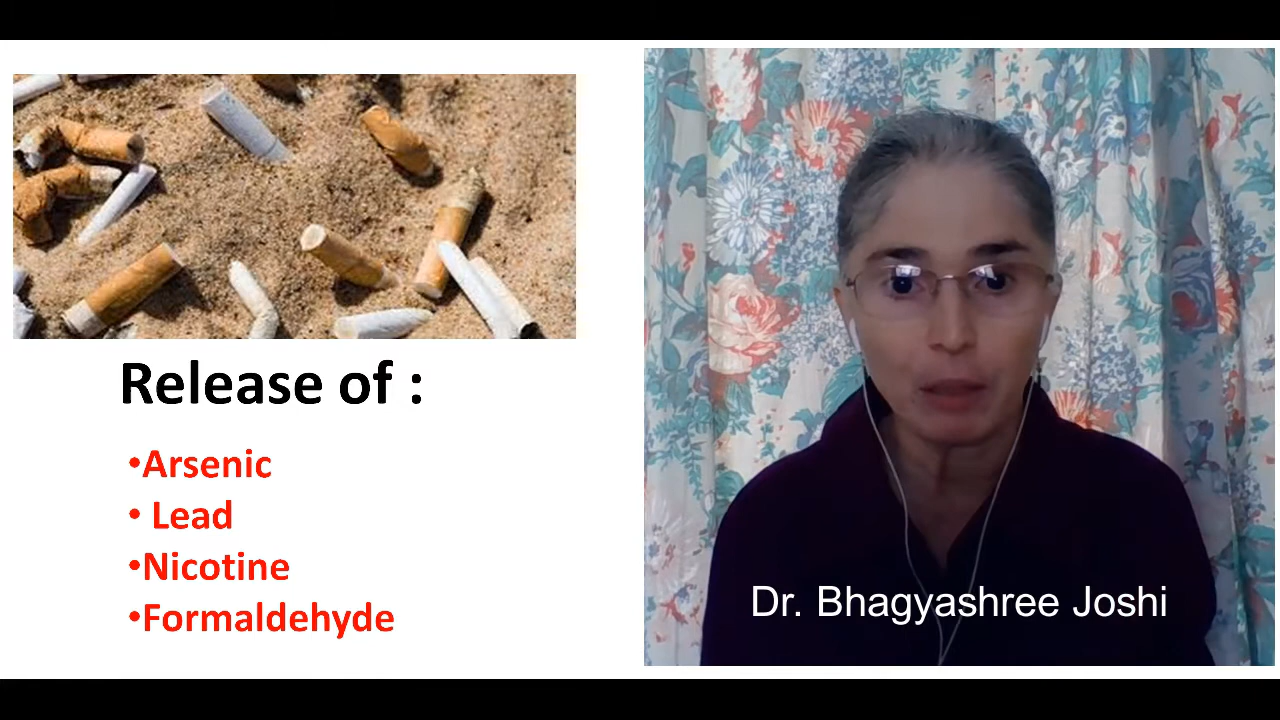 Release of :
•Arsenic
• Lead
•Nicotine
•Formaldehyde
Dr. Bhagyashree Joshi